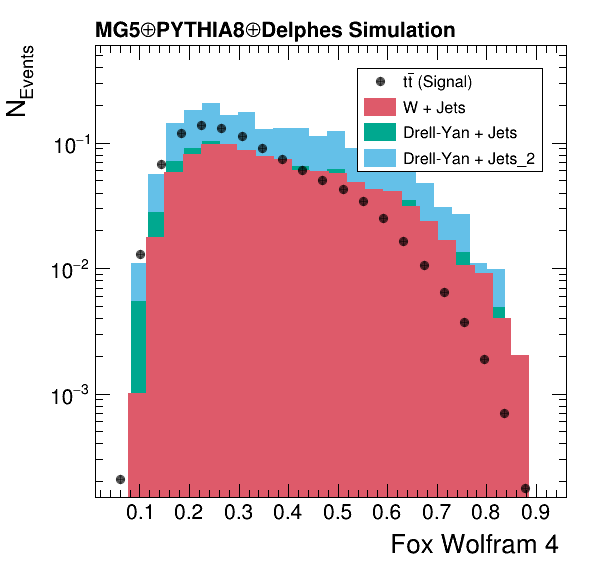 MG5⊕PYTHIA8⊕Delphes Simulation
N_Events
tt̄ (Signal)
W + Jets
Drell-Yan + Jets
Drell-Yan + Jets_2
10⁻¹
10⁻²
10⁻³
0.1 0.2 0.3 0.4 0.5 0.6 0.7 0.8 0.9
Fox Wolfram 4